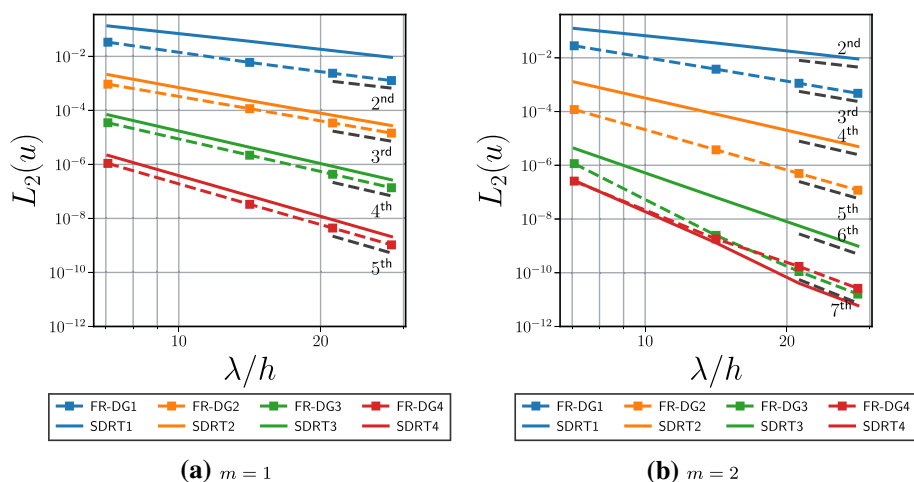 L₂(u)
10⁻²
10⁻⁴
10⁻⁶
10⁻⁸
10⁻¹⁰
10⁻¹²
2ⁿᵈ
3ʳᵈ
4ᵗʰ
5ᵗʰ
10 20
λ/h
FR-DG1 FR-DG2 FR-DG3 FR-DG4
SDRT1 SDRT2 SDRT3 SDRT4
(a) m = 1
L₂(u)
10⁻²
10⁻⁴
10⁻⁶
10⁻⁸
10⁻¹⁰
10⁻¹²
2ⁿᵈ
3ʳᵈ
4ᵗʰ
5ᵗʰ
6ᵗʰ
7ᵗʰ
10 20
λ/h
FR-DG1 FR-DG2 FR-DG3 FR-DG4
SDRT1 SDRT2 SDRT3 SDRT4
(b) m = 2